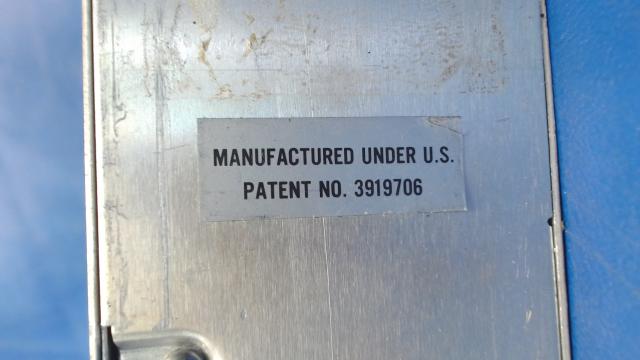 MANUFACTURED UNDER U.S.
PATENT NO. 3919706